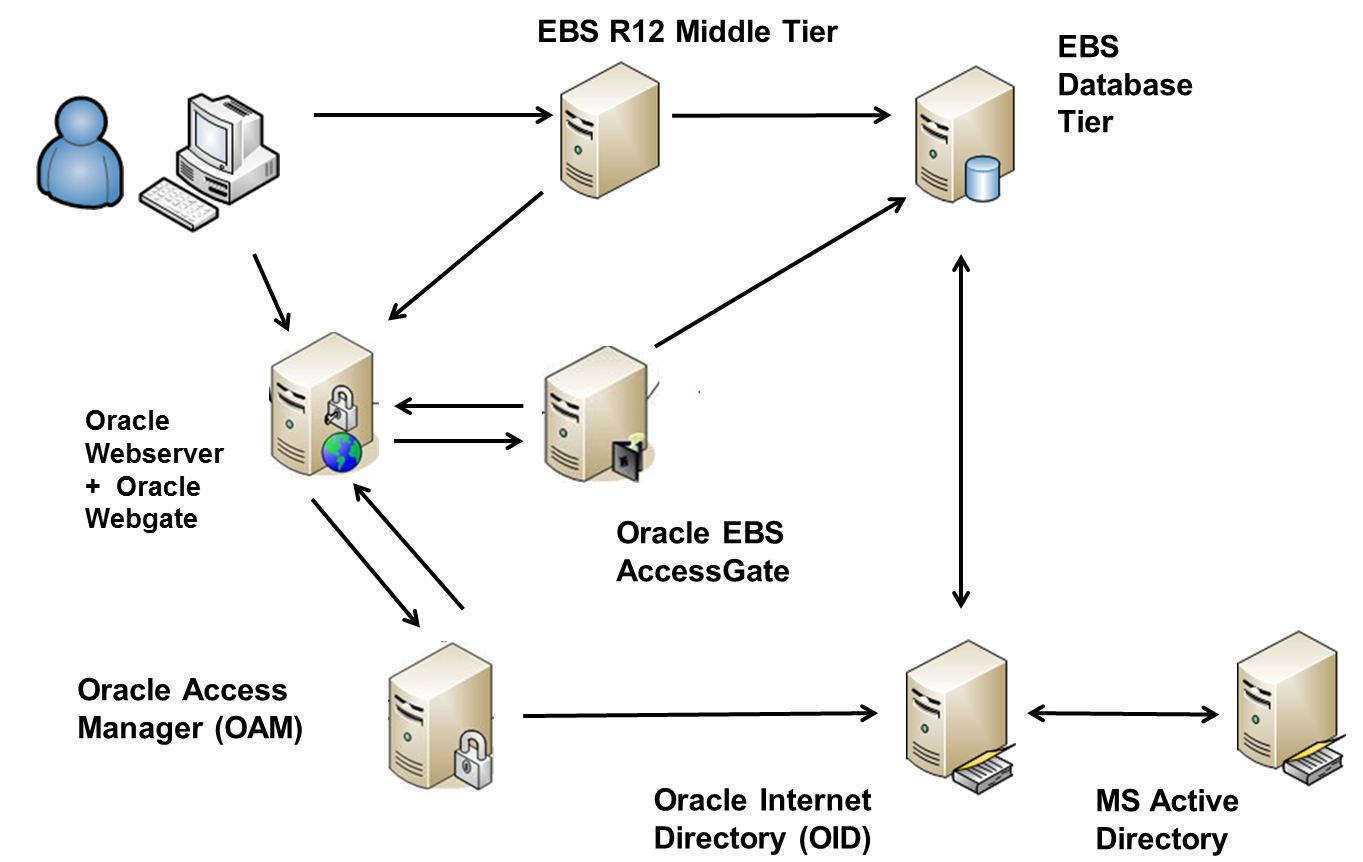 EBS R12 Middle Tier
EBS
Database
Tier
Oracle
Webserver
+ Oracle
Webgate
Oracle EBS
AccessGate
Oracle Access
Manager (OAM)
Oracle Internet
Directory (OID)
MS Active
Directory